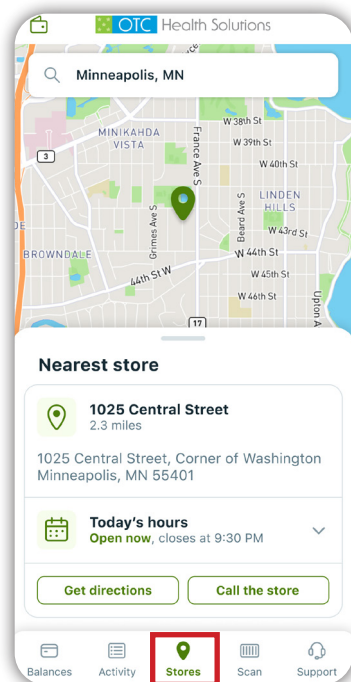 OTC Health Solutions
Minneapolis, MN
W 38th St
MINIKAHDA
VISTA
France Ave S
W 39th St
3
W 40th St
Grimes Ave S
Beard Ave S
LINDEN
HILLS
W 43rd St
BROWNDALE
W 44th St
44th St W
W 45th St
W 46th St
Upton A
17
Nearest store
1025 Central Street
2.3 miles
1025 Central Street, Corner of Washington
Minneapolis, MN 55401
Today's hours
Open now, closes at 9:30 PM
Get directions
Call the store
Balances
Activity
Stores
Scan
Support